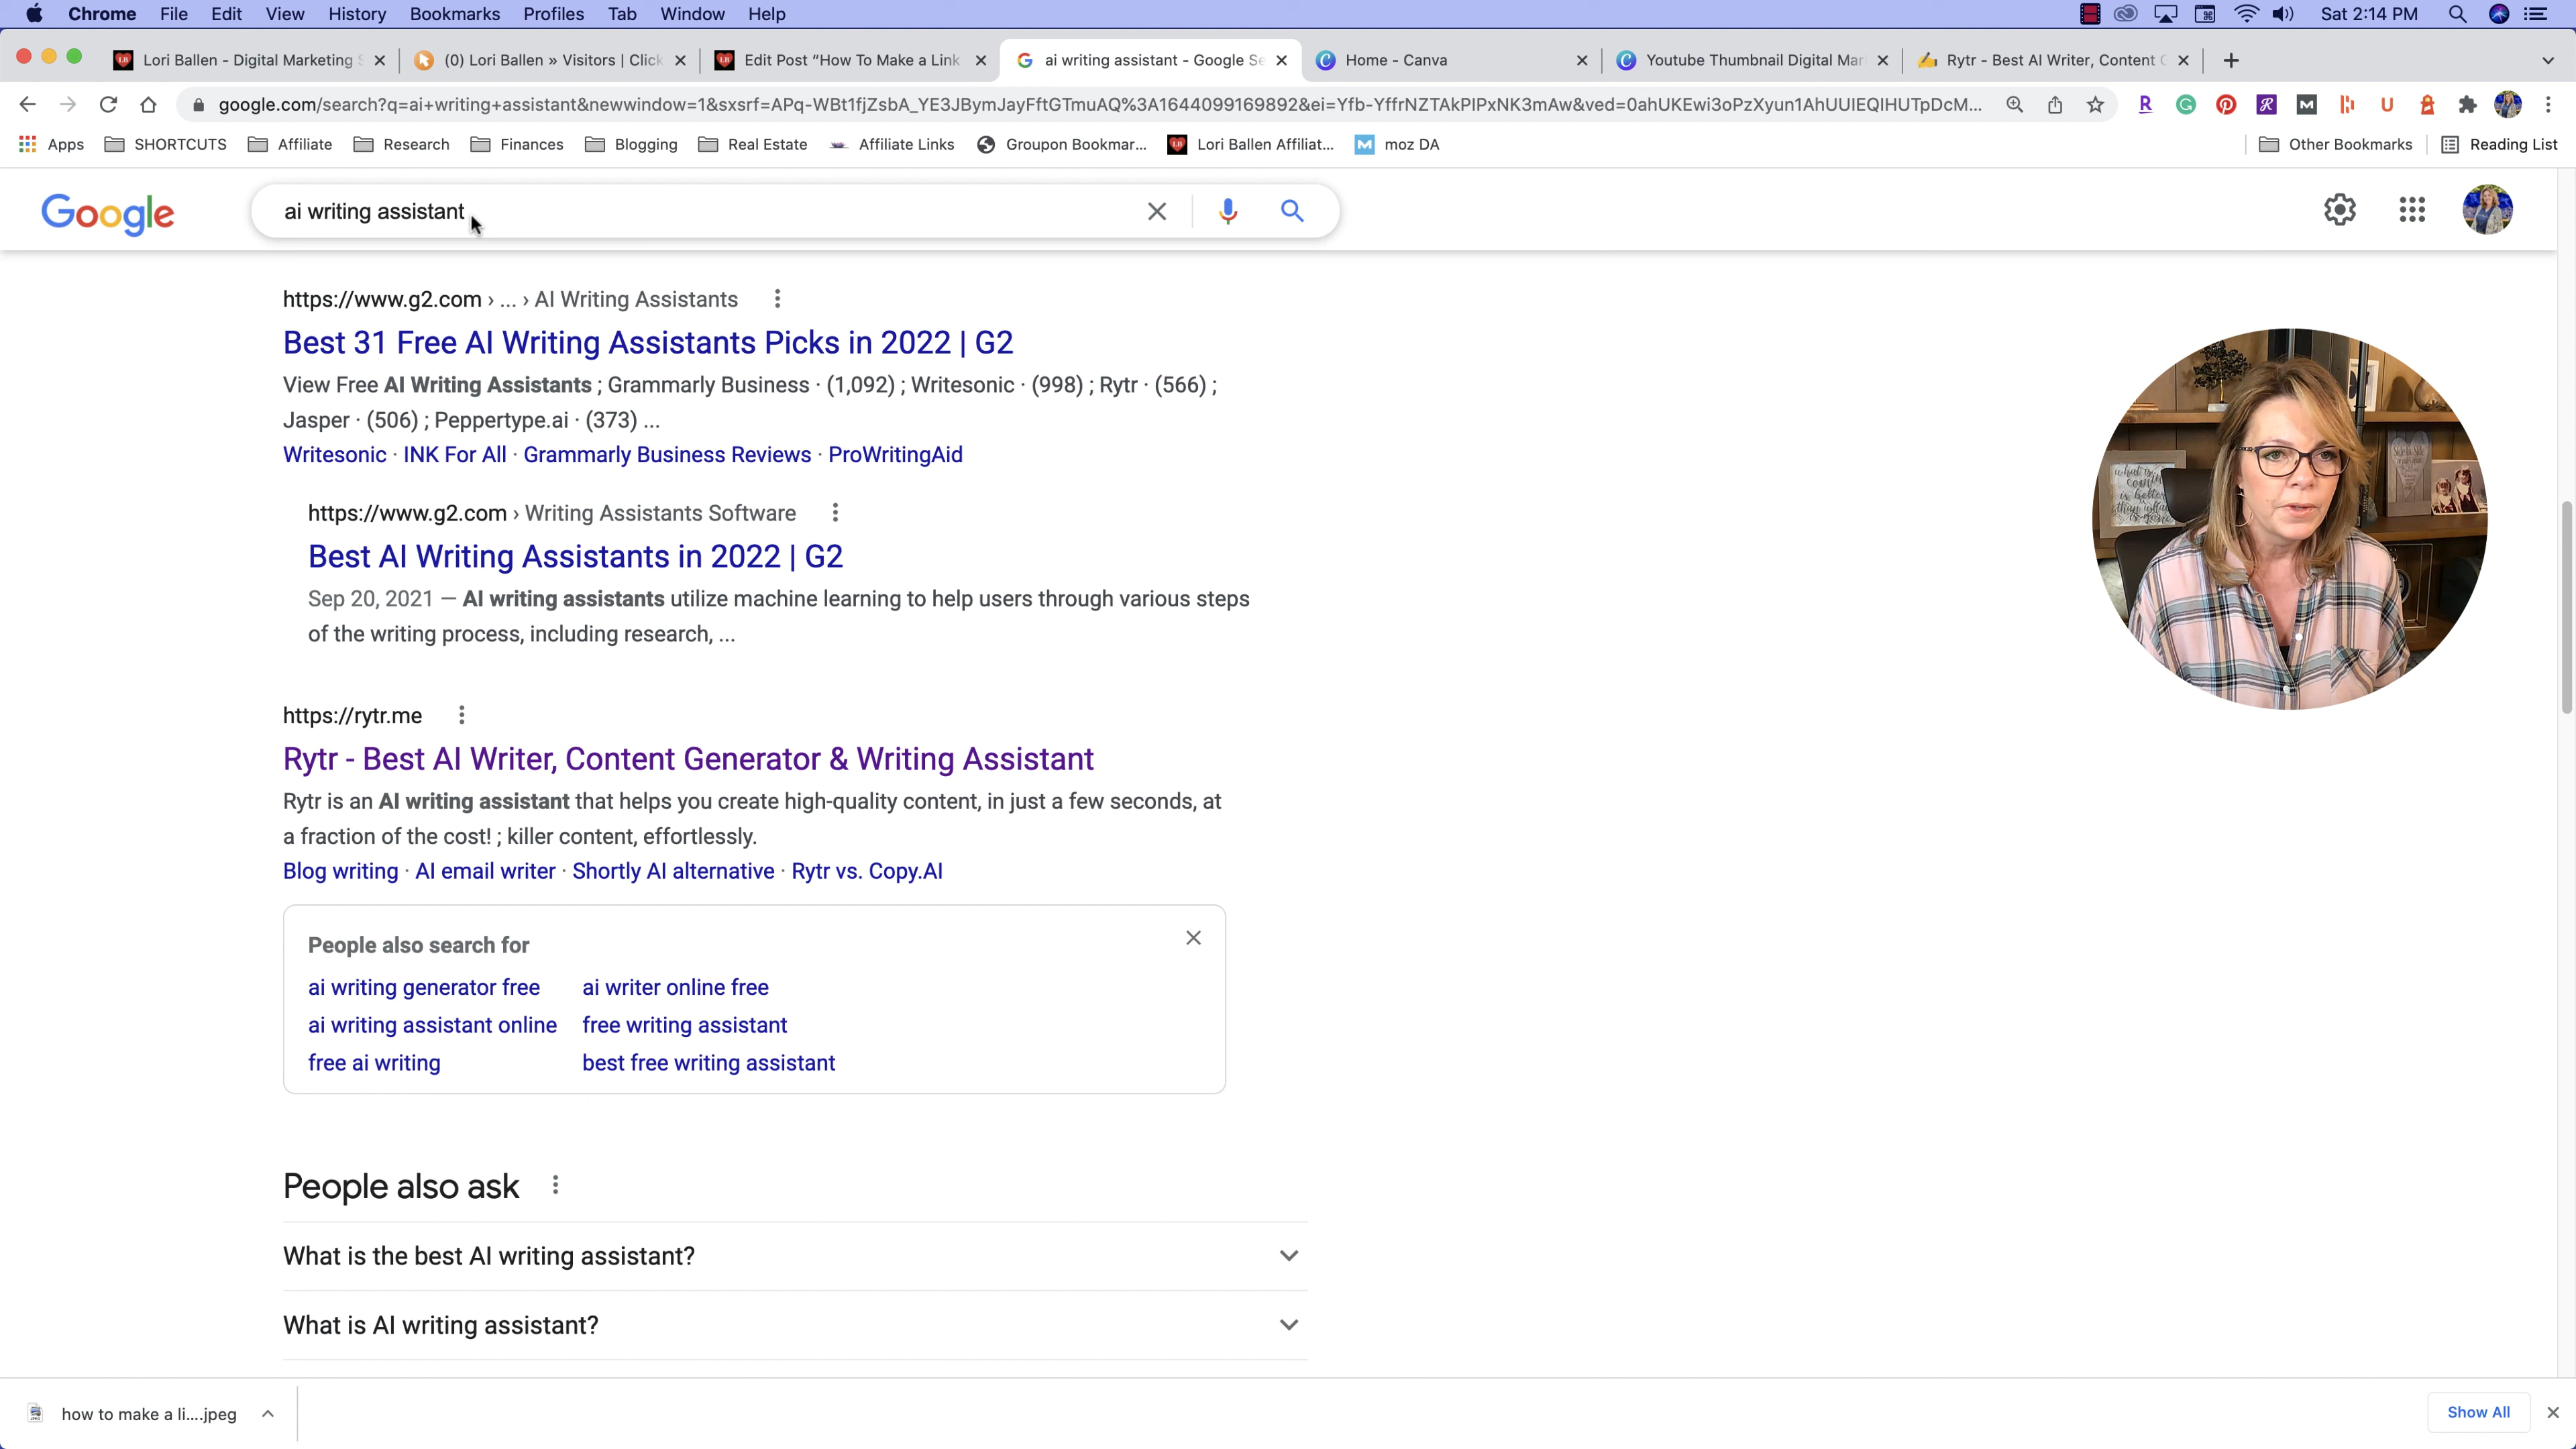 Chrome File Edit View History Bookmarks Profiles Tab Window Help Sat 2:14 PM
Lori Ballen - Digital Marketing S (0) Lori Ballen » Visitors | Click Edit Post “How To Make a Link ai writing assistant - Google Se Home - Canva Youtube Thumbnail Digital Mar Rytr - Best AI Writer, Content
google.com/search?q=ai+writing+assistant&newwindow=1&sxsrf=APq-WBt1fjZsbA_YE3JBymJayFftGTmuAQ%3A1644099169892&ei=Yfb-YffrNZTAkPIPxNK3mAw&ved=0ahUKEwi3oPzXyun1AhUUIEQIHUTpDcM...
Apps SHORTCUTS Affiliate Research Finances Blogging Real Estate Affiliate Links Groupon Bookmar... Lori Ballen Affiliat... moz DA Other Bookmarks Reading List
Google ai writing assistant
https://www.g2.com › ... › AI Writing Assistants
Best 31 Free AI Writing Assistants Picks in 2022 | G2
View Free AI Writing Assistants ; Grammarly Business · (1,092) ; Writesonic · (998) ; Rytr · (566) ;
Jasper · (506) ; Peppertype.ai · (373) ...
Writesonic · INK For All · Grammarly Business Reviews · ProWritingAid
https://www.g2.com › Writing Assistants Software
Best AI Writing Assistants in 2022 | G2
Sep 20, 2021 — AI writing assistants utilize machine learning to help users through various steps
of the writing process, including research, ...
https://rytr.me
Rytr - Best AI Writer, Content Generator & Writing Assistant
Rytr is an AI writing assistant that helps you create high-quality content, in just a few seconds, at
a fraction of the cost! ; killer content, effortlessly.
Blog writing · AI email writer · Shortly AI alternative · Rytr vs. Copy.AI
People also search for
ai writing generator free ai writer online free
ai writing assistant online free writing assistant
free ai writing best free writing assistant
People also ask
What is the best AI writing assistant?
What is AI writing assistant?
how to make a li....jpeg Show All